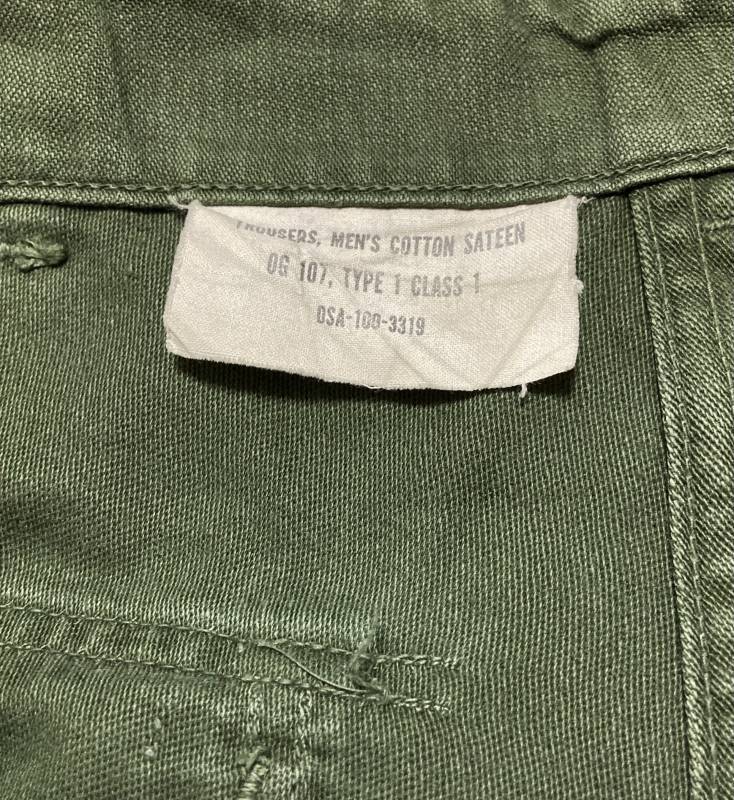 TROUSERS, MEN'S COTTON SATEEN
OG 107, TYPE 1 CLASS 1
DSA-100-3319